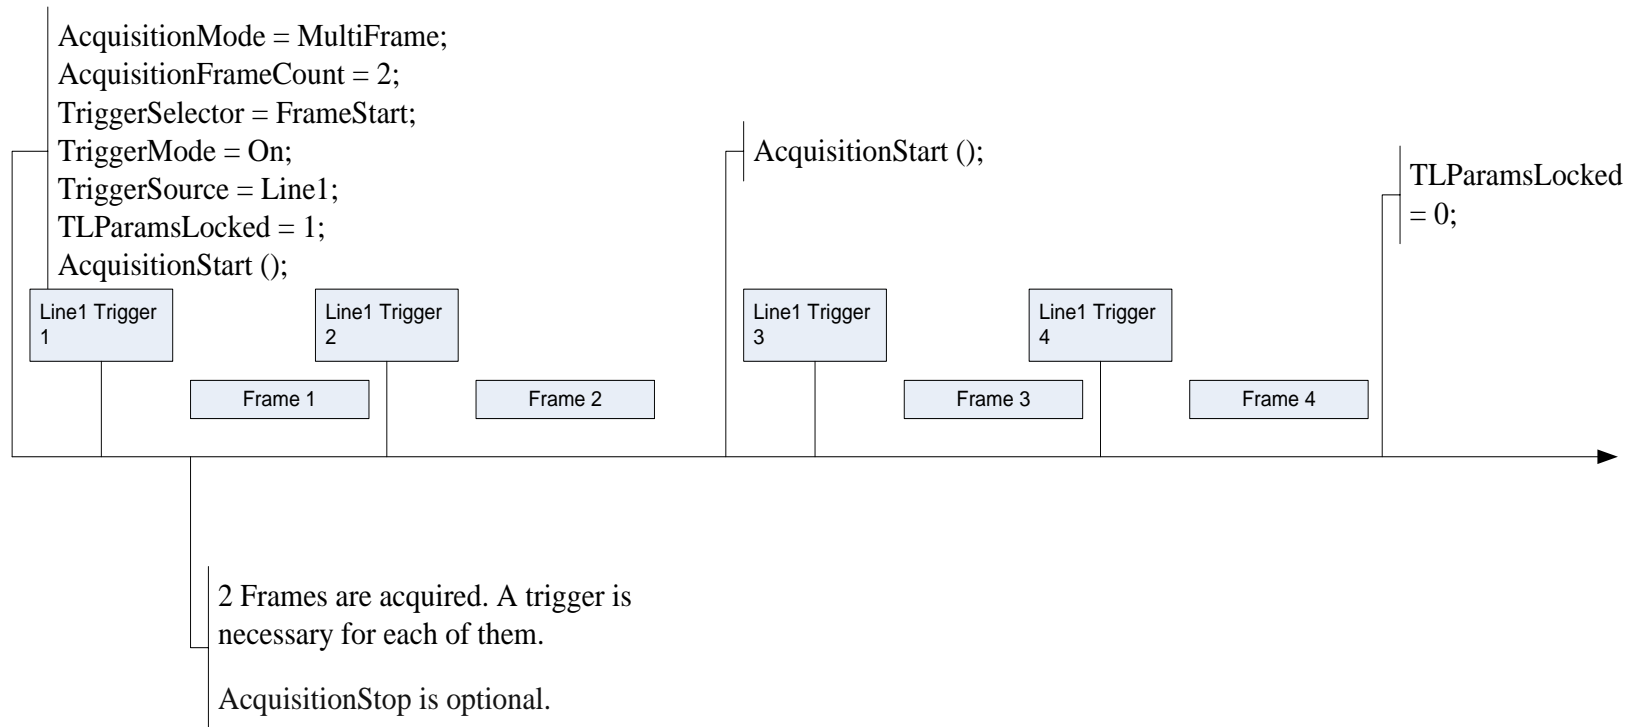 AcquisitionMode = MultiFrame;
AcquisitionFrameCount = 2;
TriggerSelector = FrameStart;
TriggerMode = On;
TriggerSource = Line1;
TLParamsLocked = 1;
AcquisitionStart ();
AcquisitionStart ();
TLParamsLocked
= 0;
Line1 Trigger
1
Line1 Trigger
2
Line1 Trigger
3
Line1 Trigger
4
Frame 1
Frame 2
Frame 3
Frame 4
2 Frames are acquired. A trigger is
necessary for each of them.
AcquisitionStop is optional.